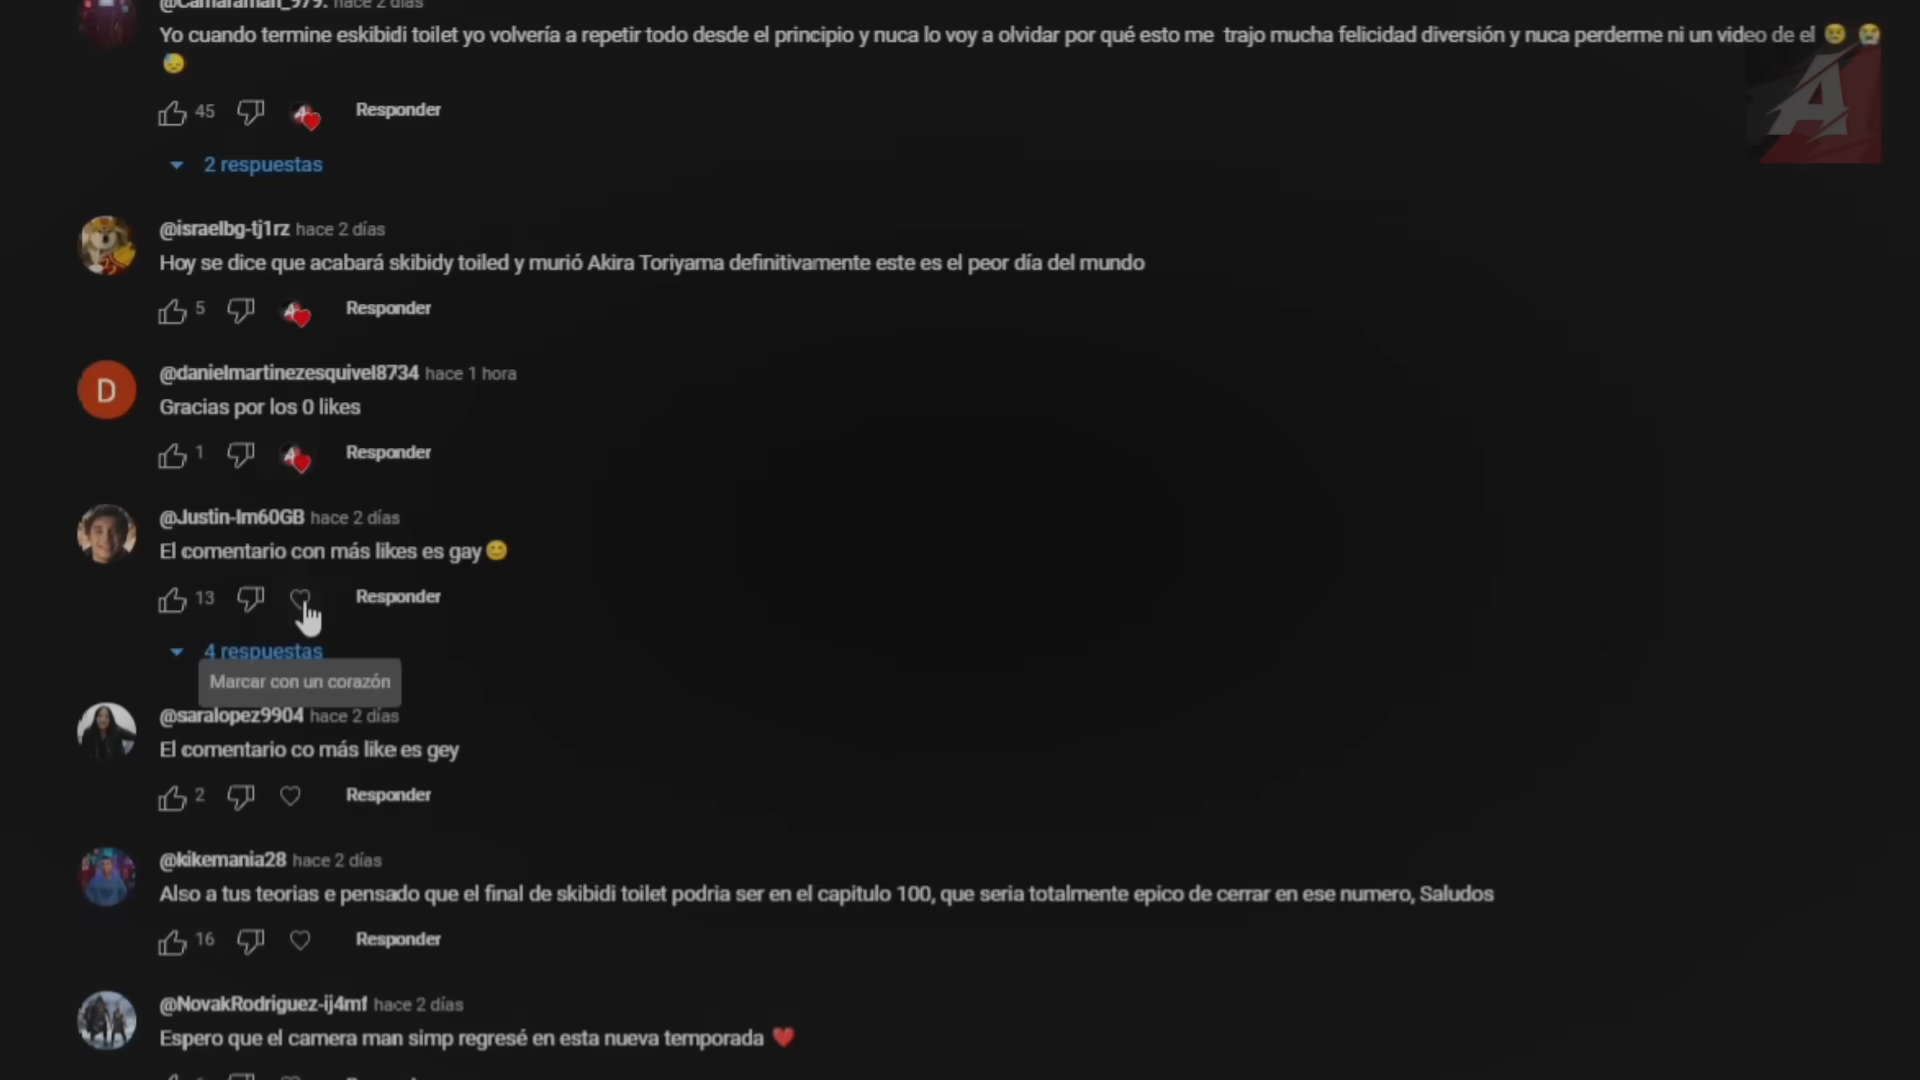 @Camaraman_979. hace 2 días
Yo cuando termine eskibidi toilet yo volvería a repetir todo desde el principio y nuca lo voy a olvidar por qué esto me trajo mucha felicidad diversión y nuca perderme ni un video de el 😢 😭
😓
45 Responder
2 respuestas
A
@israelbg-tj1rz hace 2 días
Hoy se dice que acabará skibidy toiled y murió Akira Toriyama definitivamente este es el peor día del mundo
5 Responder
D
@danielmartinezesquivel8734 hace 1 hora
Gracias por los 0 likes
1 Responder
@Justin-lm60GB hace 2 días
El comentario con más likes es gay😊
13 Responder
4 respuestas
Marcar con un corazón
@saralopez9904 hace 2 días
El comentario co más like es gey
2 Responder
@kikemania28 hace 2 días
Also a tus teorias e pensado que el final de skibidi toilet podria ser en el capitulo 100, que seria totalmente epico de cerrar en ese numero, Saludos
16 Responder
@NovakRodriguez-ij4mf hace 2 días
Espero que el camera man simp regresé en esta nueva temporada ❤️